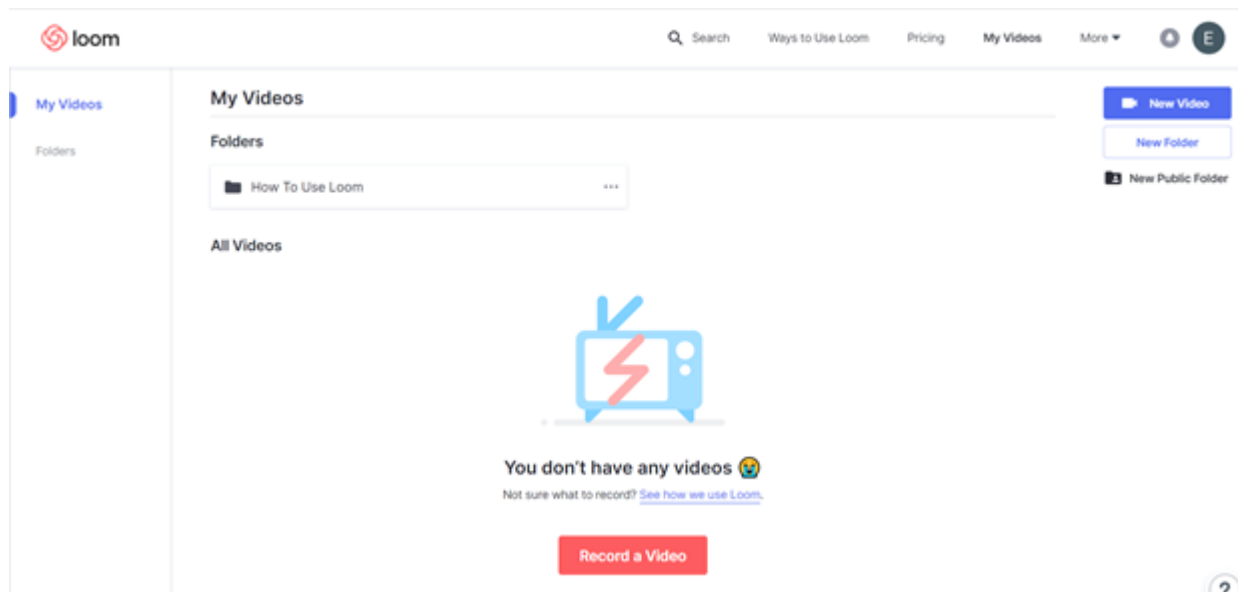 loom
Search Ways to Use Loom Pricing My Videos More E
My Videos
Folders
My Videos
Folders
How To Use Loom
All Videos
You don't have any videos 😭
Not sure what to record? See how we use Loom.
Record a Video
New Video
New Folder
New Public Folder
?